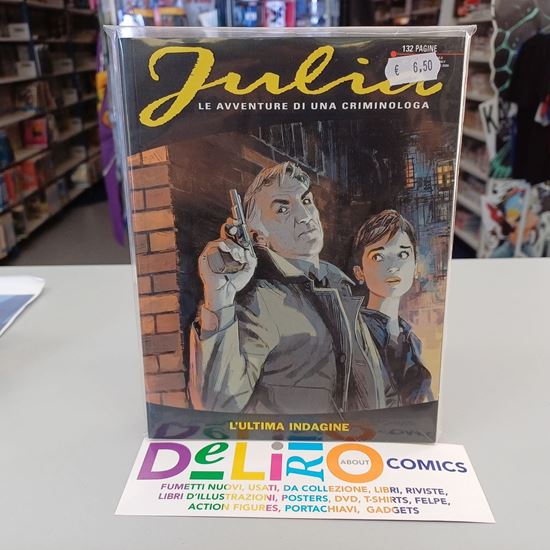 Julia
132 PAGINE
€ 6,50
LE AVVENTURE DI UNA CRIMINOLOGA
L'ULTIMA INDAGINE
DeLiRiO ABOUT COMICS
FUMETTI NUOVI, USATI, DA COLLEZIONE, LIBRI, RIVISTE,
LIBRI D'ILLUSTRAZIONI, POSTERS, DVD, T-SHIRTS, FELPE,
ACTION FIGURES, PORTACHIAVI, GADGETS